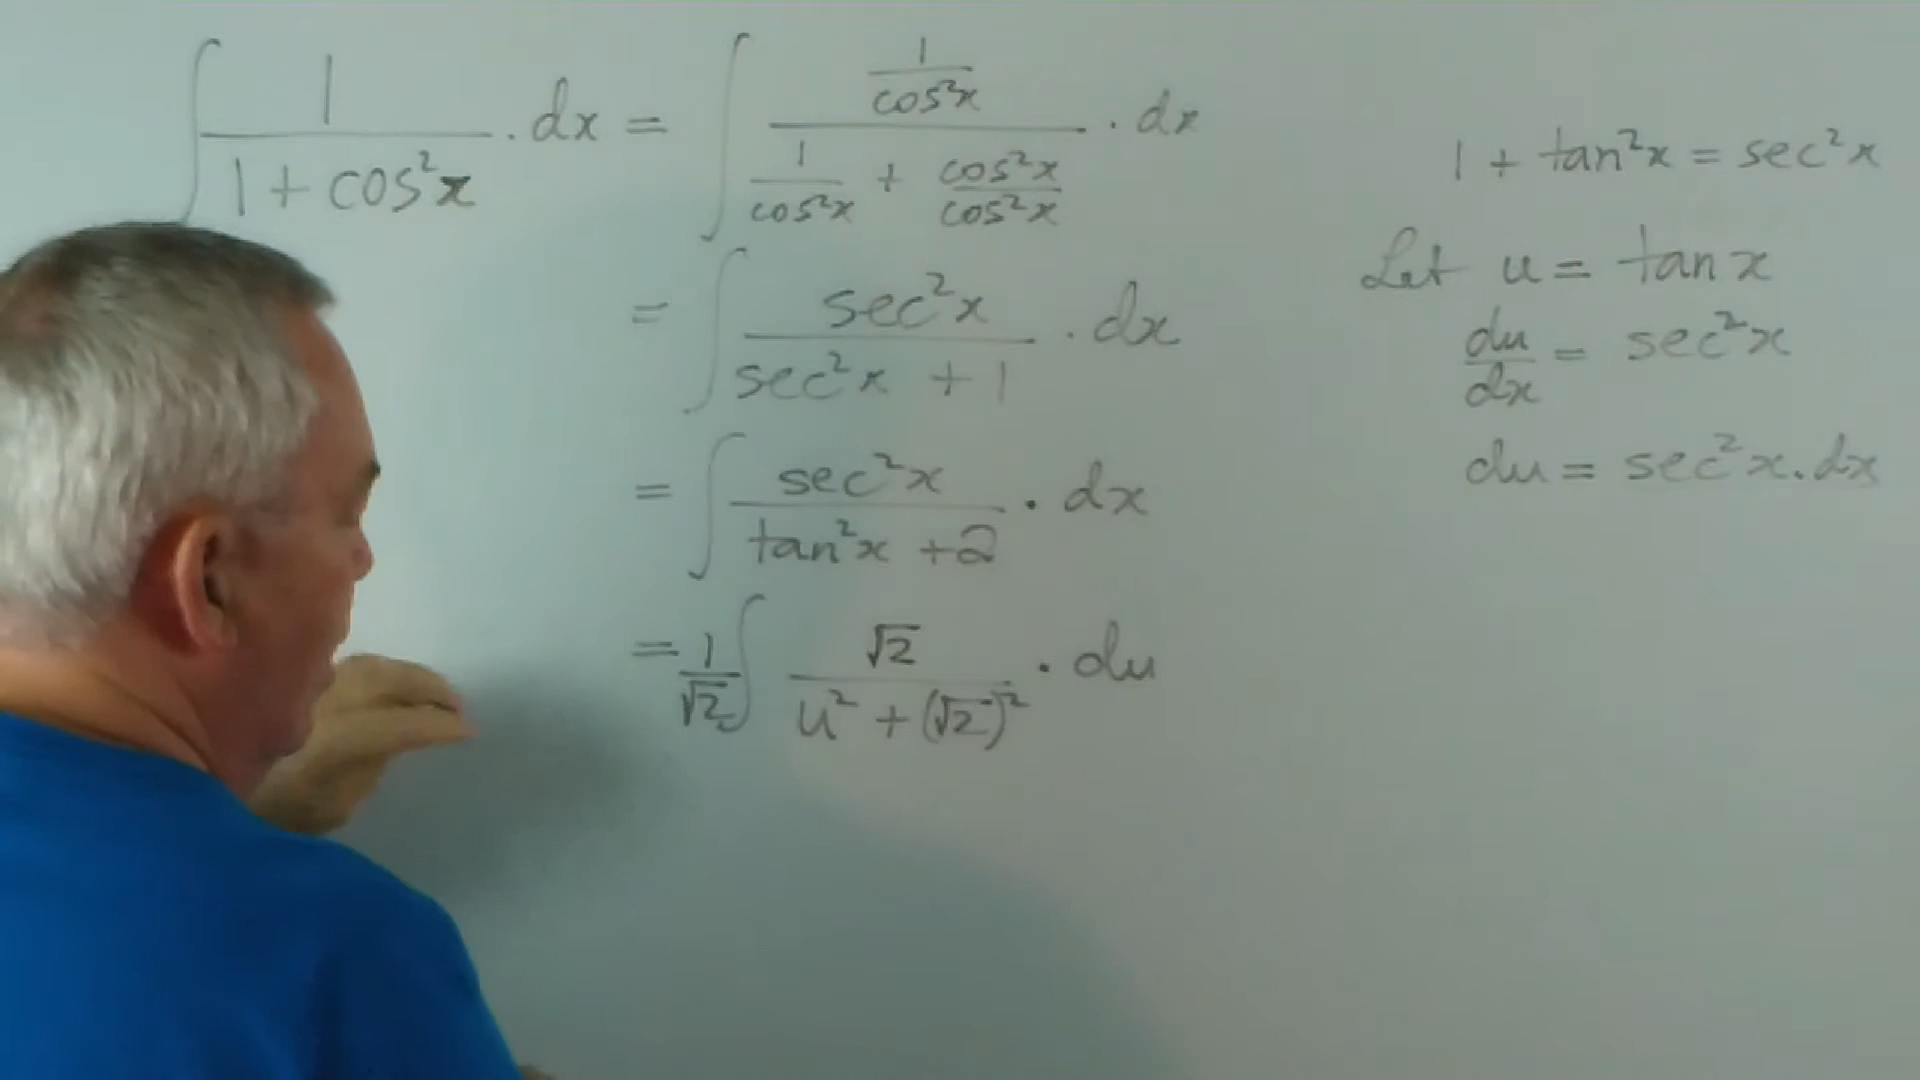 ∫ 1/(1 + cos²x) . dx = ∫ (1/cos²x)/(1/cos²x + cos²x/cos²x) . dx
= ∫ sec²x/(sec²x + 1) . dx
= ∫ sec²x/(tan²x + 2) . dx
= 1/√2 ∫ √2/(u² + (√2)²) . du
1 + tan²x = sec²x
Let u = tan x
du/dx = sec²x
du = sec²x . dx